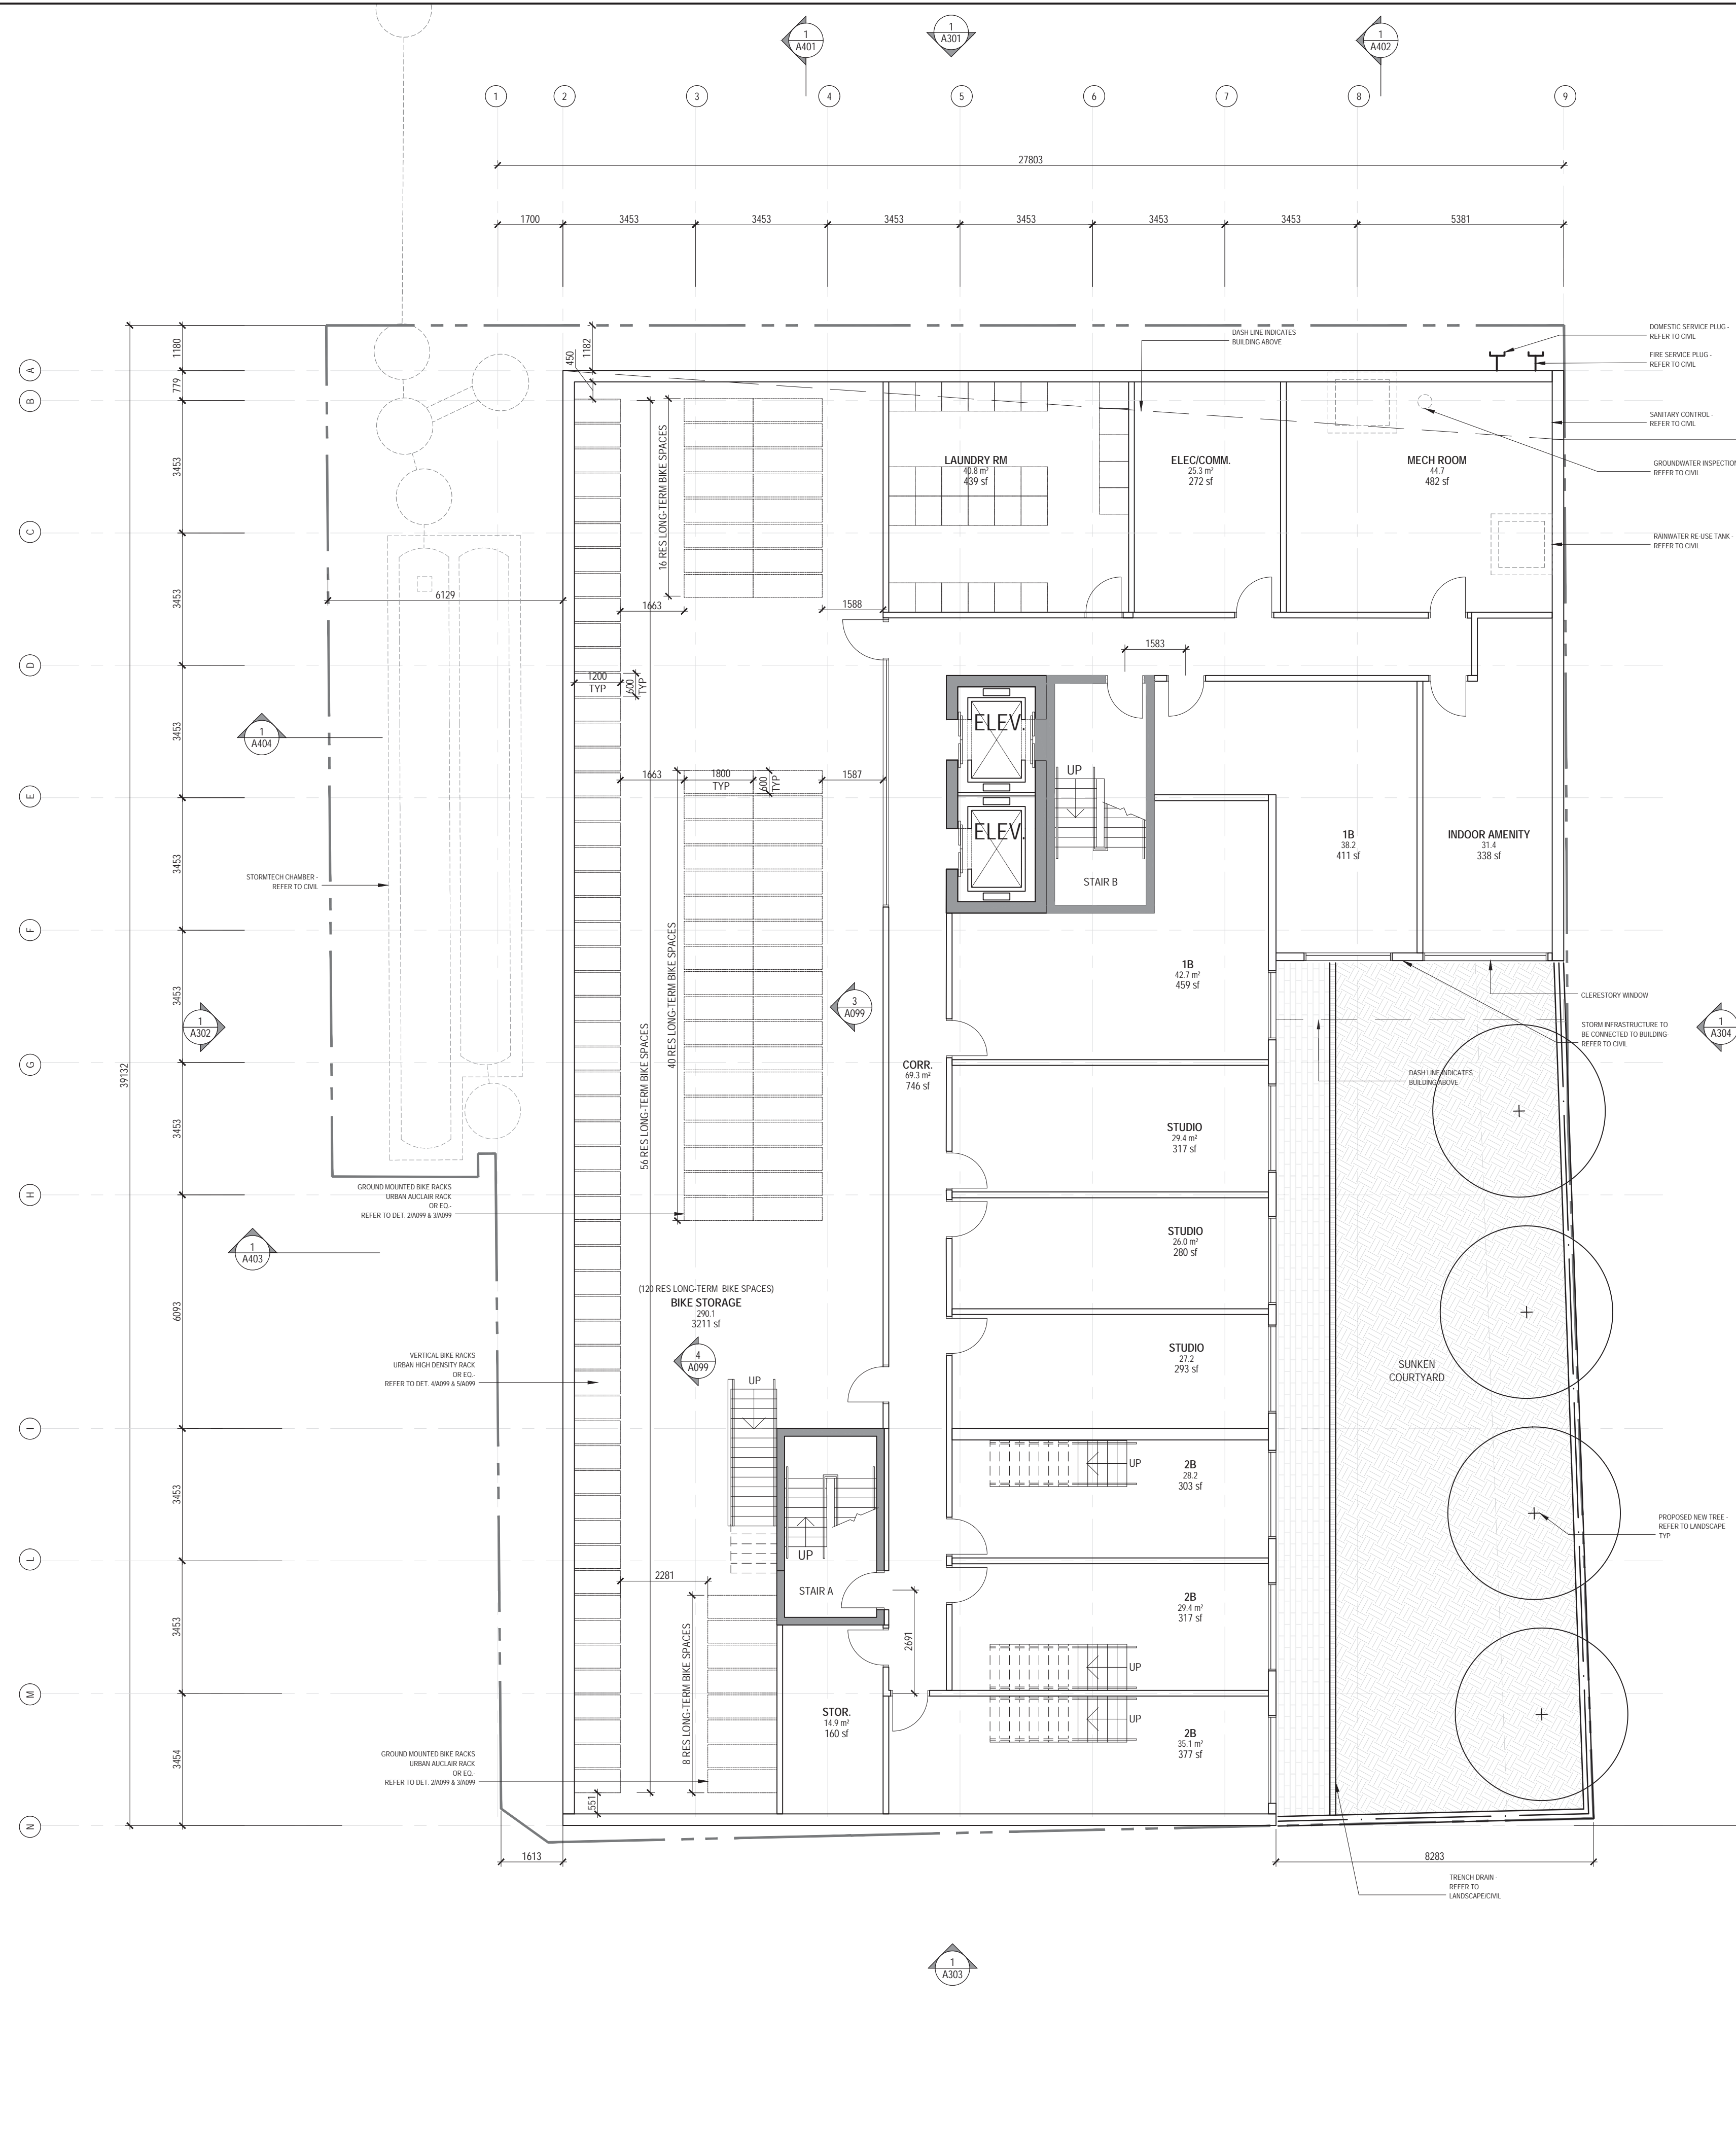 1
A401
1
A301
1
A402
1
2
3
4
5
6
7
8
9
27803
1700
3453
3453
3453
3453
3453
3453
5381
A
B
C
D
E
F
G
H
I
L
M
N
39132
1180
779
3453
3453
3453
3453
3453
3453
6093
3453
3453
3454
450
1182
DASH LINE INDICATES
BUILDING ABOVE
DOMESTIC SERVICE PLUG -
REFER TO CIVIL
FIRE SERVICE PLUG -
REFER TO CIVIL
SANITARY CONTROL -
REFER TO CIVIL
GROUNDWATER INSPECTION
REFER TO CIVIL
RAINWATER RE-USE TANK -
REFER TO CIVIL
16 RES LONG-TERM BIKE SPACES
LAUNDRY RM
40.8 m²
439 sf
ELEC/COMM.
25.3 m²
272 sf
MECH ROOM
44.7
482 sf
6129
1663
1588
1583
1200
TYP
600
TYP
1
A404
ELEV.
ELEV.
UP
STAIR B
1663
1800
TYP
600
TYP
1587
1B
38.2
411 sf
INDOOR AMENITY
31.4
338 sf
STORMTECH CHAMBER -
REFER TO CIVIL
40 RES LONG-TERM BIKE SPACES
56 RES LONG-TERM BIKE SPACES
1B
42.7 m²
459 sf
3
A099
1
A302
CLERESTORY WINDOW
STORM INFRASTRUCTURE TO
BE CONNECTED TO BUILDING-
REFER TO CIVIL
1
A304
CORR.
69.3 m²
746 sf
DASH LINE INDICATES
BUILDING ABOVE
STUDIO
29.4 m²
317 sf
GROUND MOUNTED BIKE RACKS
URBAN AUCLAIR RACK
OR EQ.-
REFER TO DET. 2/A099 & 3/A099
1
A403
STUDIO
26.0 m²
280 sf
(120 RES LONG-TERM BIKE SPACES)
BIKE STORAGE
290.1
3211 sf
4
A099
VERTICAL BIKE RACKS
URBAN HIGH DENSITY RACK
OR EQ.-
REFER TO DET. 4/A099 & 5/A099
STUDIO
27.2
293 sf
SUNKEN
COURTYARD
UP
UP
2B
28.2
303 sf
PROPOSED NEW TREE -
REFER TO LANDSCAPE
TYP
UP
STAIR A
2281
2B
29.4 m²
317 sf
2691
UP
8 RES LONG-TERM BIKE SPACES
STOR.
14.9 m²
160 sf
UP
2B
35.1 m²
377 sf
GROUND MOUNTED BIKE RACKS
URBAN AUCLAIR RACK
OR EQ.-
REFER TO DET. 2/A099 & 3/A099
551
1613
8283
TRENCH DRAIN -
REFER TO
LANDSCAPE/CIVIL
1
A303